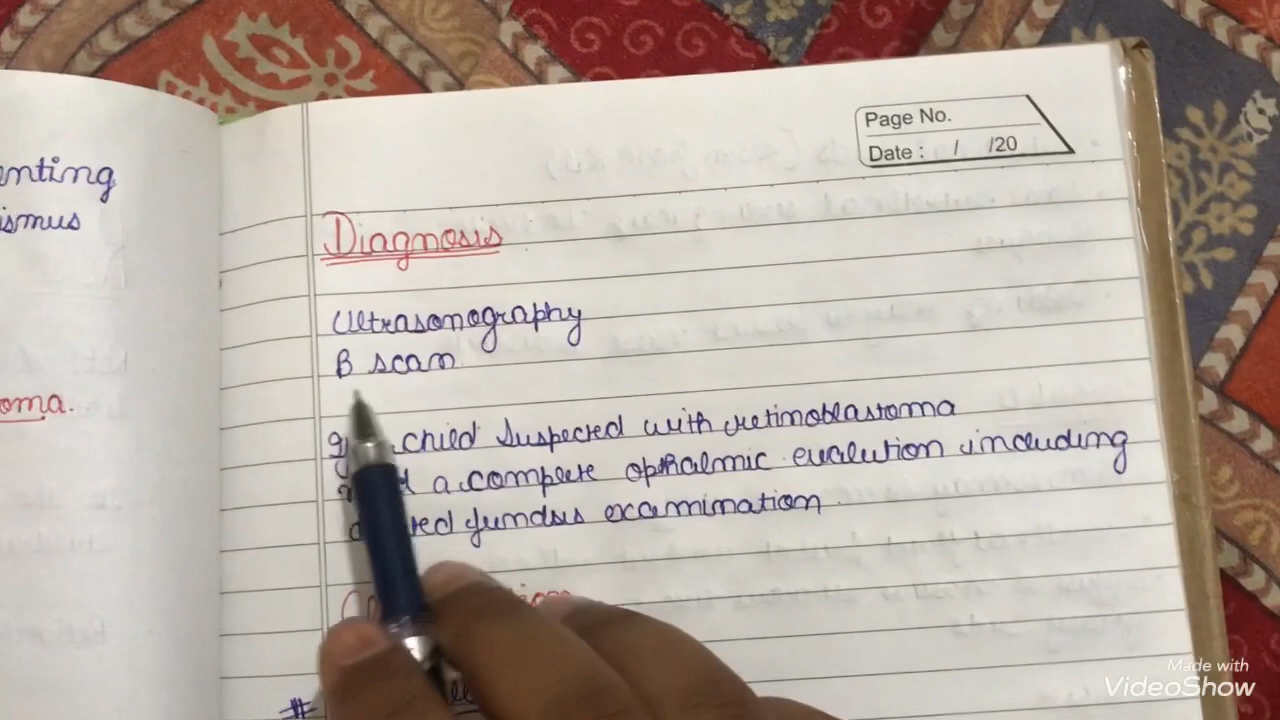 enting
ismus
oma.
Page No.
Date : / /20
Diagnosis
Ultrasonography
B scan
child suspected with retinoblastoma
a complete opthalmic evalution including
fundus examination
#
Made with
VideoShow